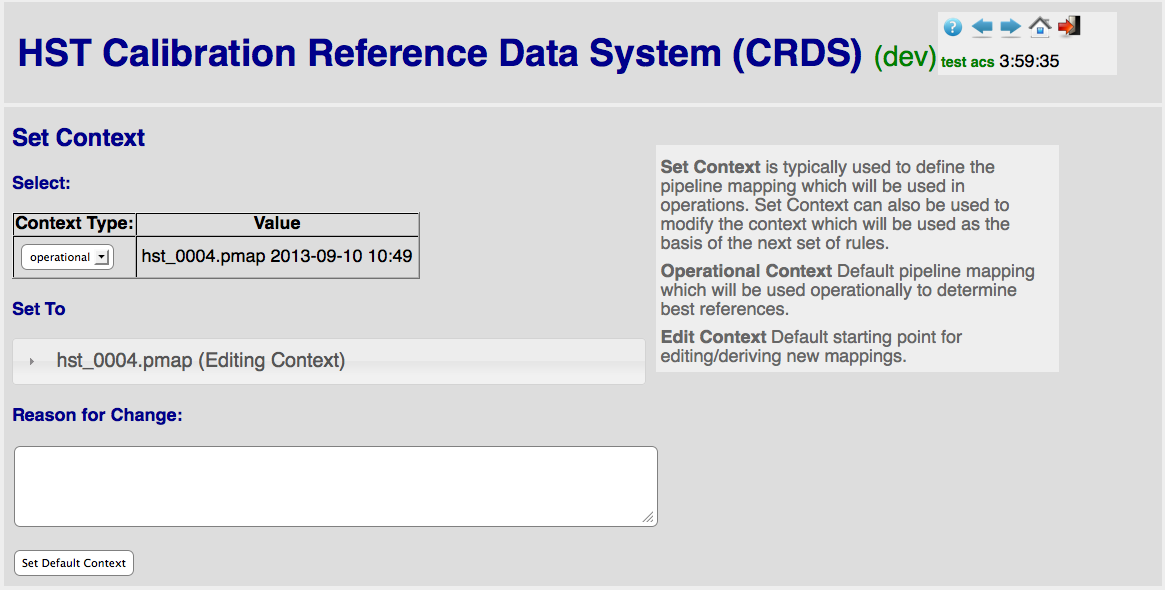 HST Calibration Reference Data System (CRDS) (dev)
test acs 3:59:35
Set Context
Select:
Context Type: Value
operational hst_0004.pmap 2013-09-10 10:49
Set To
hst_0004.pmap (Editing Context)
Reason for Change:
Set Default Context
Set Context is typically used to define the
pipeline mapping which will be used in
operations. Set Context can also be used to
modify the context which will be used as the
basis of the next set of rules.
Operational Context Default pipeline mapping
which will be used operationally to determine
best references.
Edit Context Default starting point for
editing/deriving new mappings.